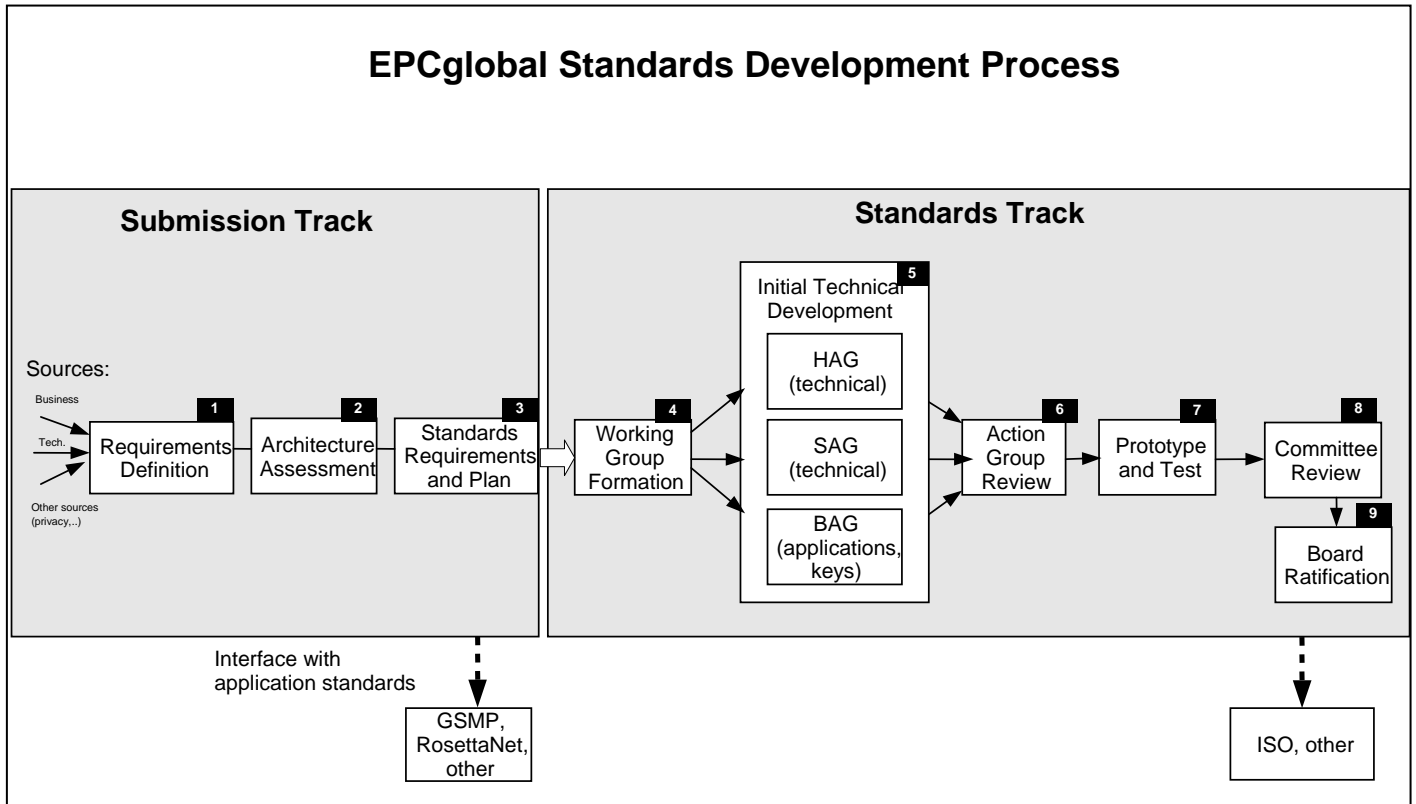 EPCglobal Standards Development Process
Submission Track
Sources:
Business
Tech.
Other sources
(privacy,..)
1
Requirements
Definition
2
Architecture
Assessment
3
Standards
Requirements
and Plan
Standards Track
4
Working
Group
Formation
5
Initial Technical
Development
HAG
(technical)
SAG
(technical)
BAG
(applications,
keys)
6
Action
Group
Review
7
Prototype
and Test
8
Committee
Review
9
Board
Ratification
Interface with
application standards
GSMP,
RosettaNet,
other
ISO, other